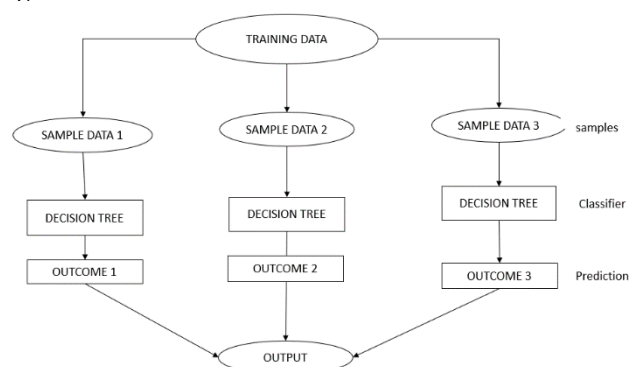 TRAINING DATA
SAMPLE DATA 1
SAMPLE DATA 2
SAMPLE DATA 3
samples
DECISION TREE
DECISION TREE
DECISION TREE
Classifier
OUTCOME 1
OUTCOME 2
OUTCOME 3
Prediction
OUTPUT